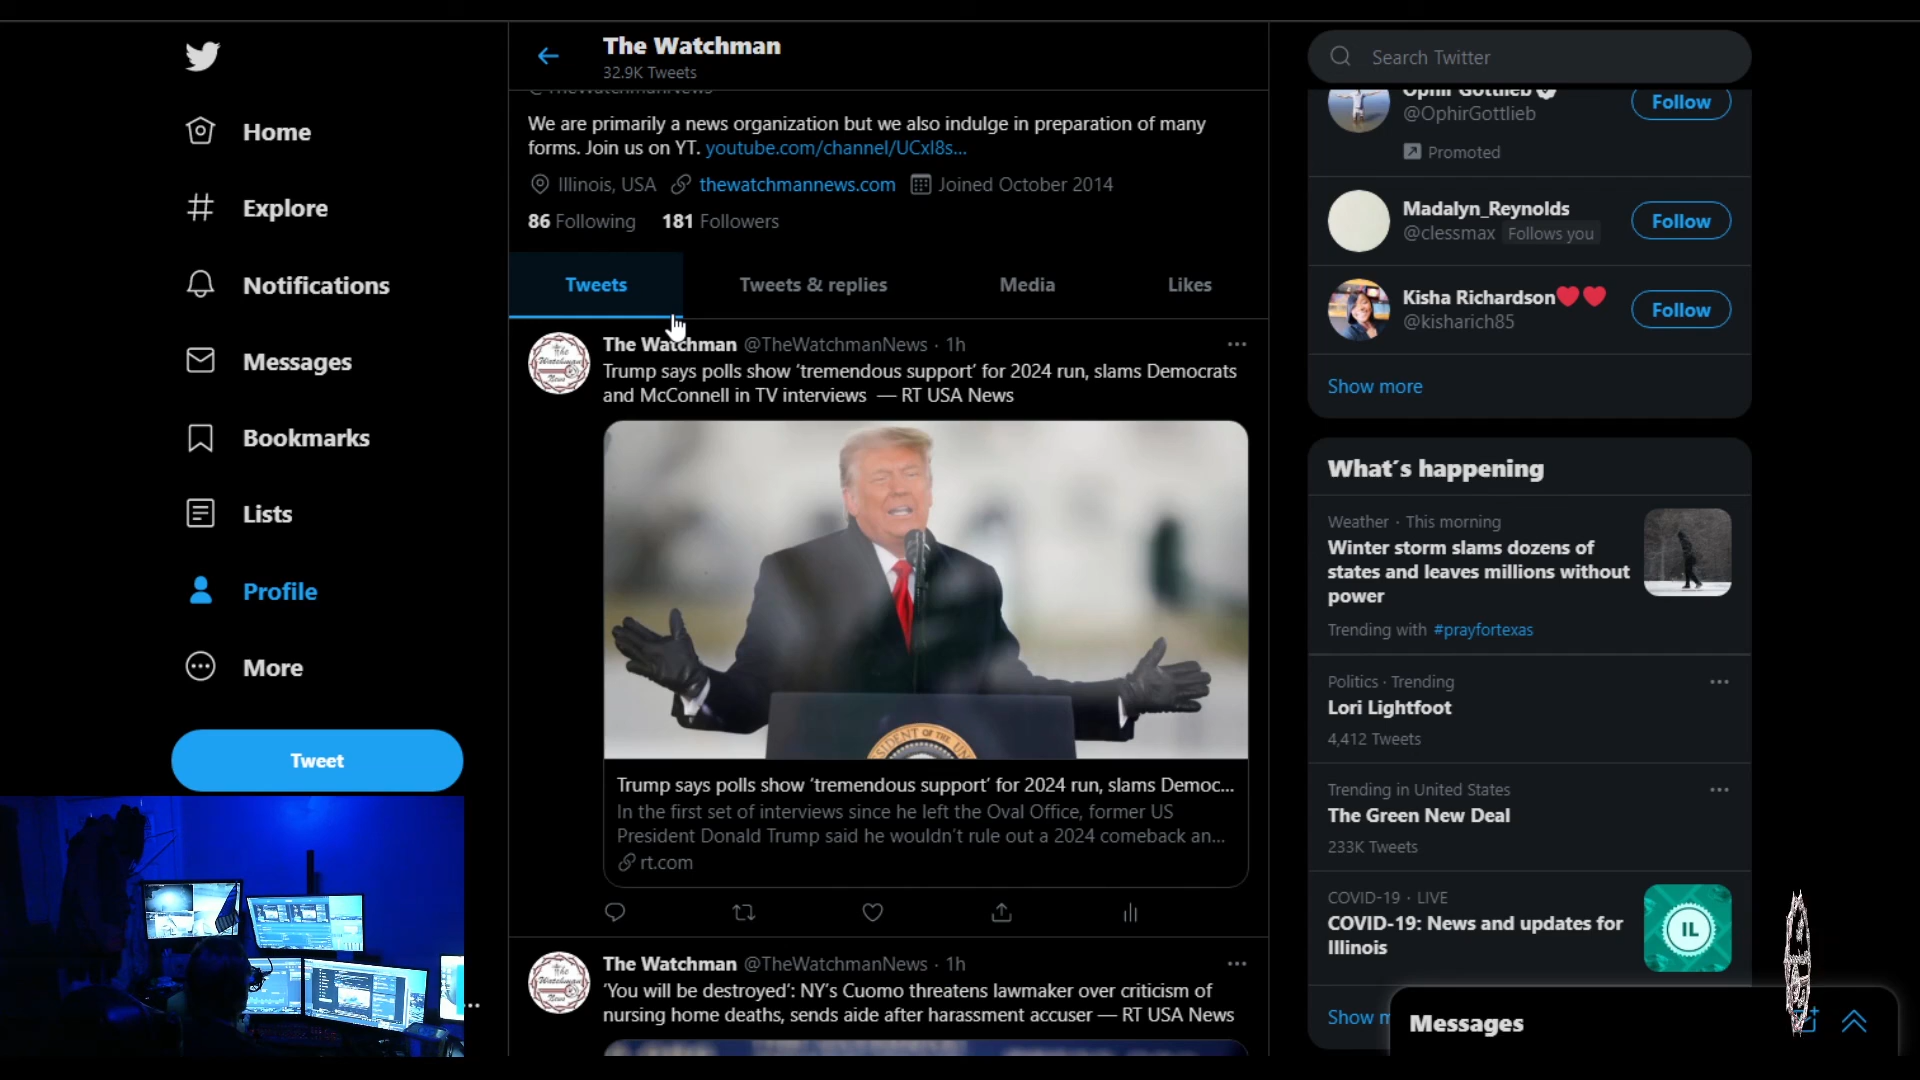 Home
Explore
Notifications
Messages
Bookmarks
Lists
Profile
More
Tweet
The Watchman
32.9K Tweets
We are primarily a news organization but we also indulge in preparation of many
forms. Join us on YT. youtube.com/channel/UCxI8s...
Illinois, USA thewatchmannews.com Joined October 2014
86 Following 181 Followers
Tweets Tweets & replies Media Likes
The Watchman @TheWatchmanNews · 1h
Trump says polls show ‘tremendous support’ for 2024 run, slams Democrats
and McConnell in TV interviews — RT USA News
Trump says polls show ‘tremendous support’ for 2024 run, slams Democ...
In the first set of interviews since he left the Oval Office, former US
President Donald Trump said he wouldn’t rule out a 2024 comeback an...
rt.com
The Watchman @TheWatchmanNews · 1h
‘You will be destroyed’: NY’s Cuomo threatens lawmaker over criticism of
nursing home deaths, sends aide after harassment accuser — RT USA News
Search Twitter
Ophir Gottlieb
@OphirGottlieb
Follow
Promoted
Madalyn_Reynolds
@clessmax Follows you
Follow
Kisha Richardson❤️❤️
@kisharich85
Follow
Show more
What´s happening
Weather · This morning
Winter storm slams dozens of
states and leaves millions without
power
Trending with #prayfortexas
Politics · Trending
Lori Lightfoot
4,412 Tweets
Trending in United States
The Green New Deal
233K Tweets
COVID-19 · LIVE
COVID-19: News and updates for
Illinois
IL
Show
Messages